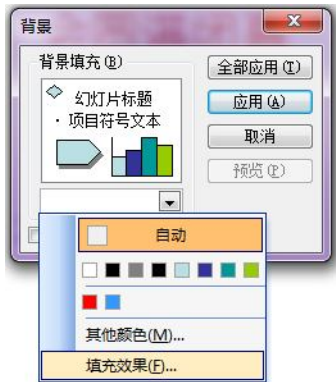 背景
背景填充(B)
幻灯片标题
· 项目符号文本
全部应用(T)
应用(A)
取消
预览(P)
自动
其他颜色(M)...
填充效果(F)...